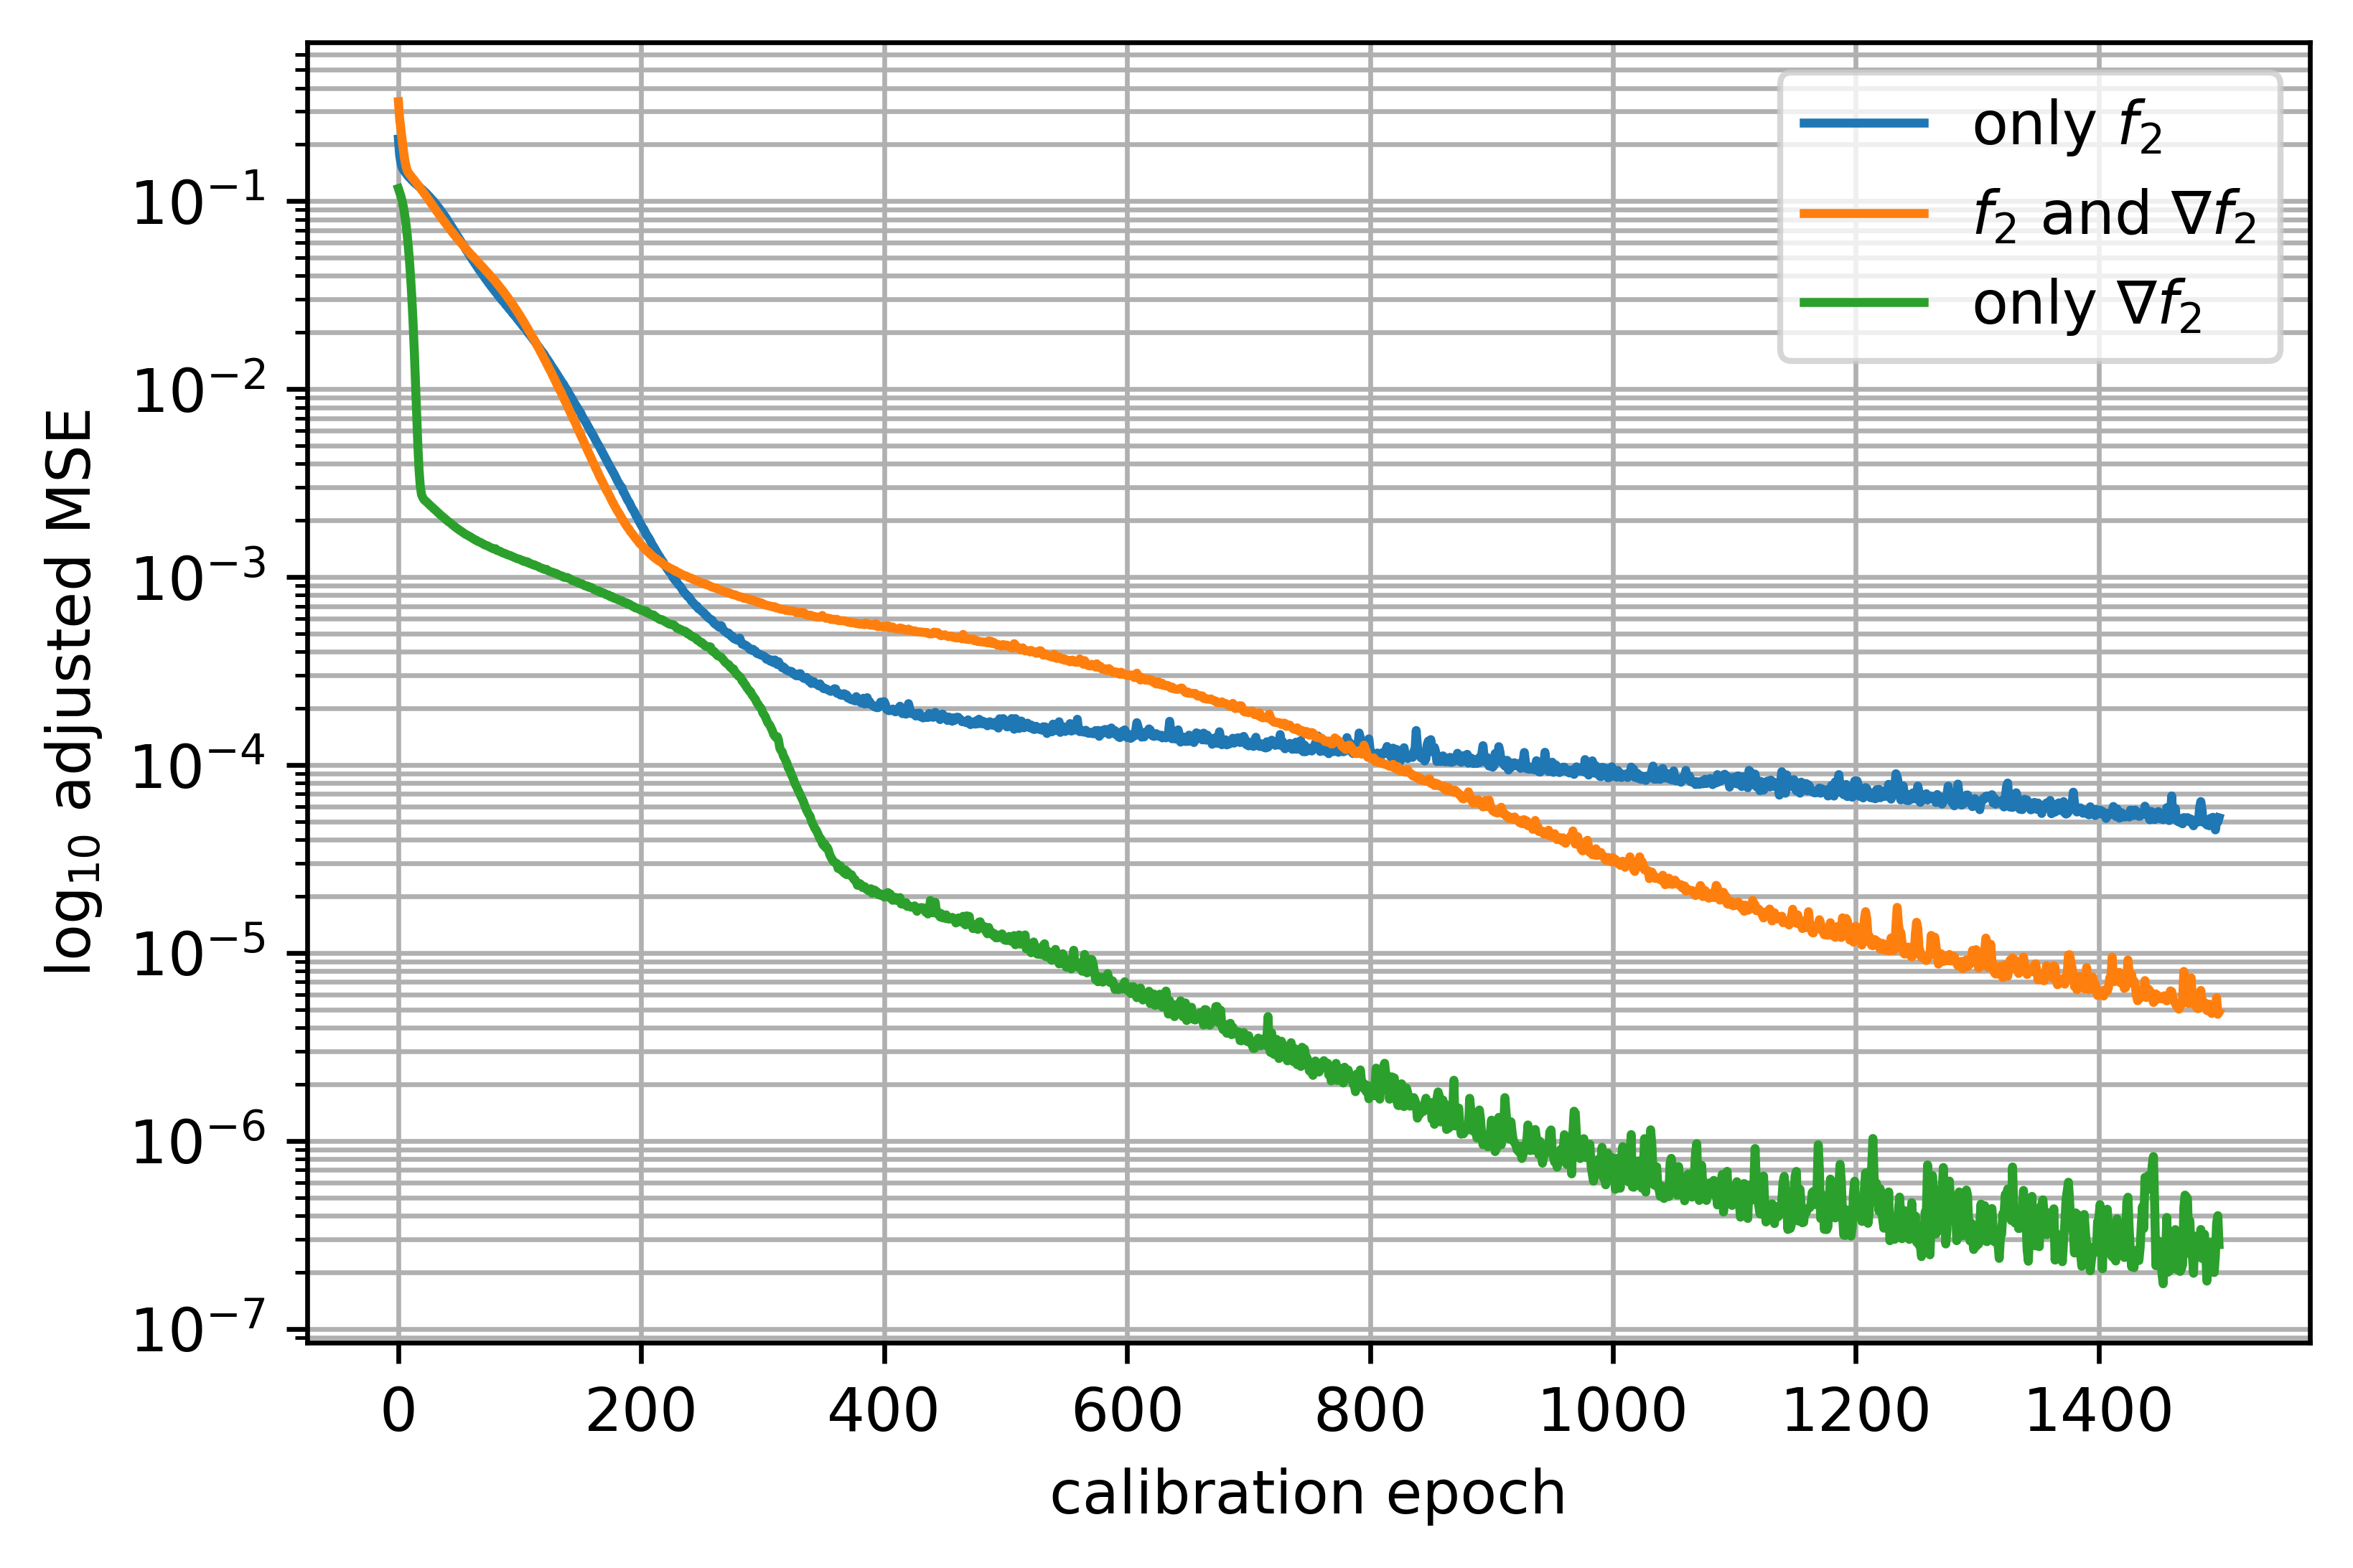 only f₂
f₂ and ∇f₂
only ∇f₂
10⁻¹
10⁻²
10⁻³
10⁻⁴
10⁻⁵
10⁻⁶
10⁻⁷
log₁₀ adjusted MSE
0 200 400 600 800 1000 1200 1400
calibration epoch